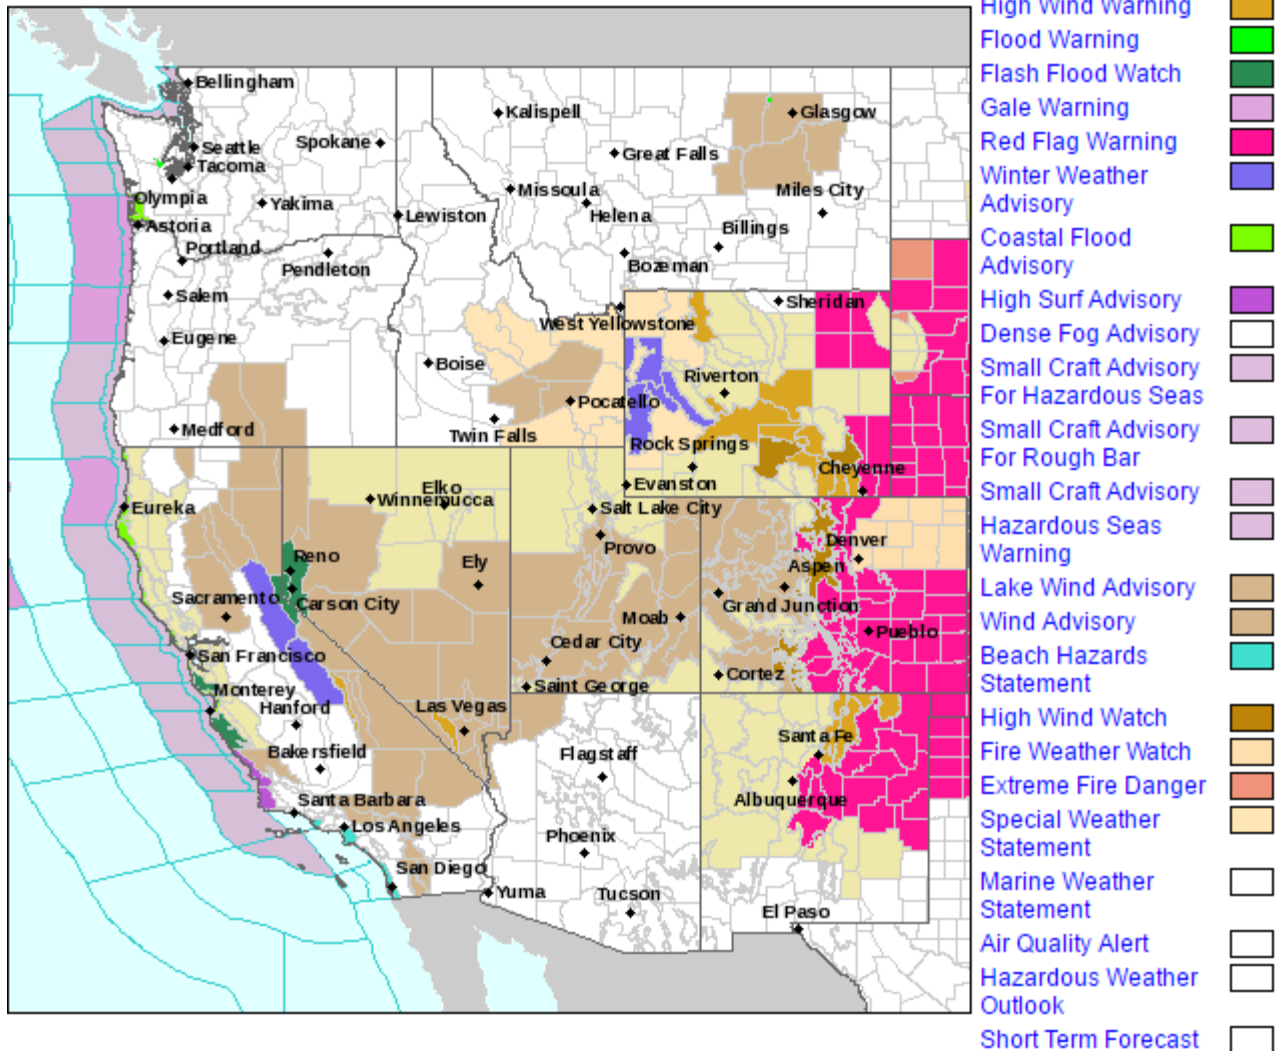 High Wind Warning
Flood Warning
Flash Flood Watch
Gale Warning
Red Flag Warning
Winter Weather
Advisory
Coastal Flood
Advisory
High Surf Advisory
Dense Fog Advisory
Small Craft Advisory
For Hazardous Seas
Small Craft Advisory
For Rough Bar
Small Craft Advisory
Hazardous Seas
Warning
Lake Wind Advisory
Wind Advisory
Beach Hazards
Statement
High Wind Watch
Fire Weather Watch
Extreme Fire Danger
Special Weather
Statement
Marine Weather
Statement
Air Quality Alert
Hazardous Weather
Outlook
Short Term Forecast
Bellingham
Kalispell
Glasgow
Seattle
Spokane
Great Falls
Tacoma
Missoula
Miles City
Olympia
Yakima
Helena
Lewiston
Astoria
Billings
Portland
Pendleton
Bozeman
Salem
Sheridan
West Yellowstone
Eugene
Boise
Riverton
Pocatello
Medford
Twin Falls
Rock Springs
Cheyenne
Evanston
Elko
Winnemucca
Eureka
Salt Lake City
Provo
Denver
Reno
Ely
Aspen
Sacramento
Carson City
Grand Junction
Moab
Pueblo
Cedar City
San Francisco
Cortez
Saint George
Monterey
Hanford
Las Vegas
Santa Fe
Bakersfield
Flagstaff
Santa Barbara
Albuquerque
Los Angeles
Phoenix
San Diego
Yuma
Tucson
El Paso